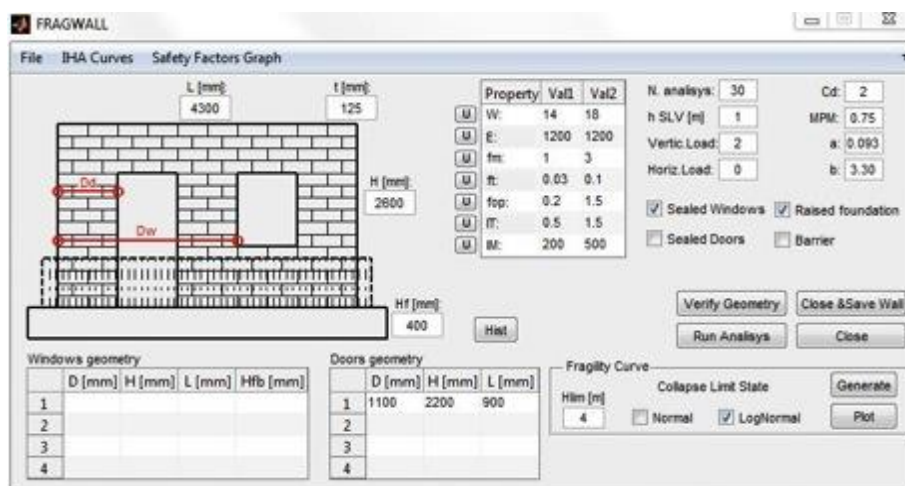 FRAGWALL
File IHA Curves Safety Factors Graph
L [mm]: t [mm]:
4300 125
Dd
Dw
H [mm]:
2600
Hf [mm]:
400
Property Val1 Val2
U W: 14 18
U E: 1200 1200
U fm: 1 3
U ft: 0.03 0.1
U fop: 0.2 1.5
U IT: 0.5 1.5
U IM: 200 500
Hist
N. analisys: 30 Cd: 2
h SLV [m] 1 MPM: 0.75
Vertic.Load: 2 a: 0.093
Horiz.Load: 0 b: 3.30
Sealed Windows Raised foundation
Sealed Doors Barrier
Verify Geometry Close &Save Wall
Run Analisys Close
Windows geometry
D [mm] H [mm] L [mm] Hfb [mm]
1
2
3
4
Doors geometry
D [mm] H [mm] L [mm]
1 1100 2200 900
2
3
4
Fragility Curve
Hlim [m] Collapse Limit State Generate
4 Normal LogNormal Plot